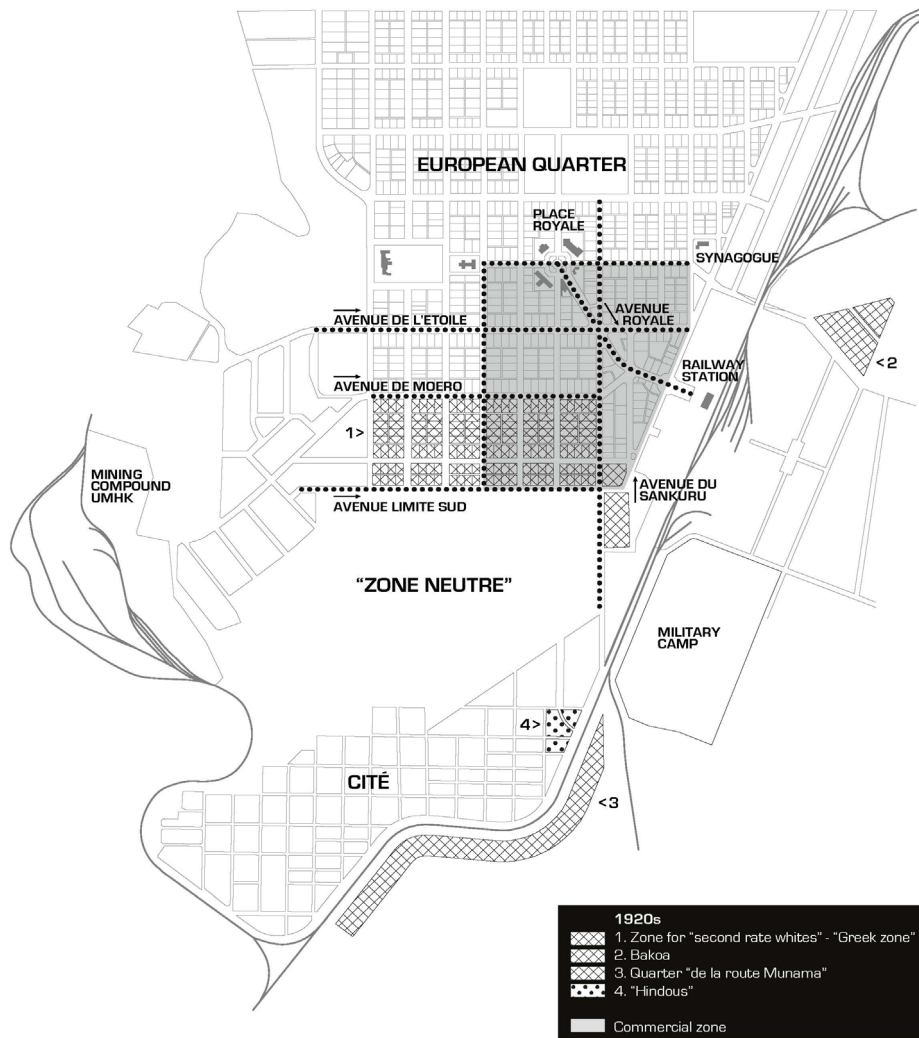 EUROPEAN QUARTER
PLACE
ROYALE
SYNAGOGUE
AVENUE DE L'ETOILE
AVENUE
ROYALE
RAILWAY
STATION
<2
AVENUE DE MOERO
1>
MINING
COMPOUND
UMHK
AVENUE DU
SANKURU
AVENUE LIMITE SUD
"ZONE NEUTRE"
MILITARY
CAMP
4>
CITÉ
<3
1920s
1. Zone for "second rate whites" - "Greek zone"
2. Bakoa
3. Quarter "de la route Munama"
4. "Hindous"
Commercial zone